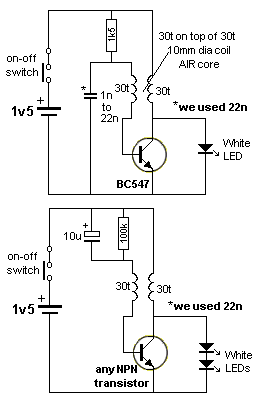 1k5
30t on top of 30t
10mm dia coil
AIR core
on-off
switch
30t
30t
*
1n
to
22n
*we used 22n
+
1v5
White
LED
BC547
+
10u
100k
on-off
switch
30t
30t
*we used 22n
+
1v5
any NPN
transistor
White
LEDs